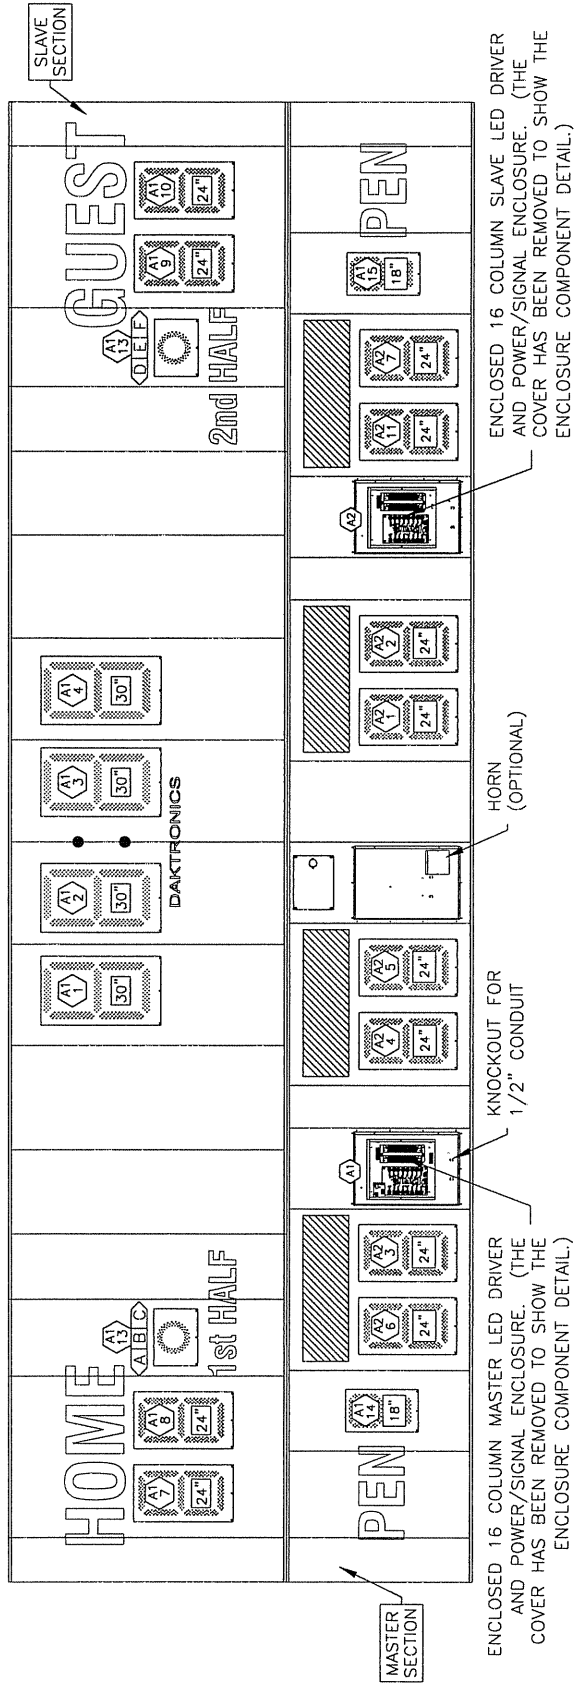 SLAVE
SECTION
HOME
GUEST
A1
7
24"
A1
8
24"
A1
13
A B C
1st HALF
A1
1
30"
A1
2
30"
A1
3
30"
A1
4
30"
DAKTRONICS
A1
13
D E F
2nd HALF
A1
9
24"
A1
10
24"
PEN
A1
14
18"
A2
6
24"
A2
3
24"
A1
A2
4
24"
A2
5
24"
A2
1
24"
A2
2
24"
A2
A2
11
24"
A2
7
24"
A1
15
18"
PEN
MASTER
SECTION
ENCLOSED 16 COLUMN MASTER LED DRIVER
AND POWER/SIGNAL ENCLOSURE. (THE
COVER HAS BEEN REMOVED TO SHOW THE
ENCLOSURE COMPONENT DETAIL.)
KNOCKOUT FOR
1/2" CONDUIT
HORN
(OPTIONAL)
ENCLOSED 16 COLUMN SLAVE LED DRIVER
AND POWER/SIGNAL ENCLOSURE. (THE
COVER HAS BEEN REMOVED TO SHOW THE
ENCLOSURE COMPONENT DETAIL.)